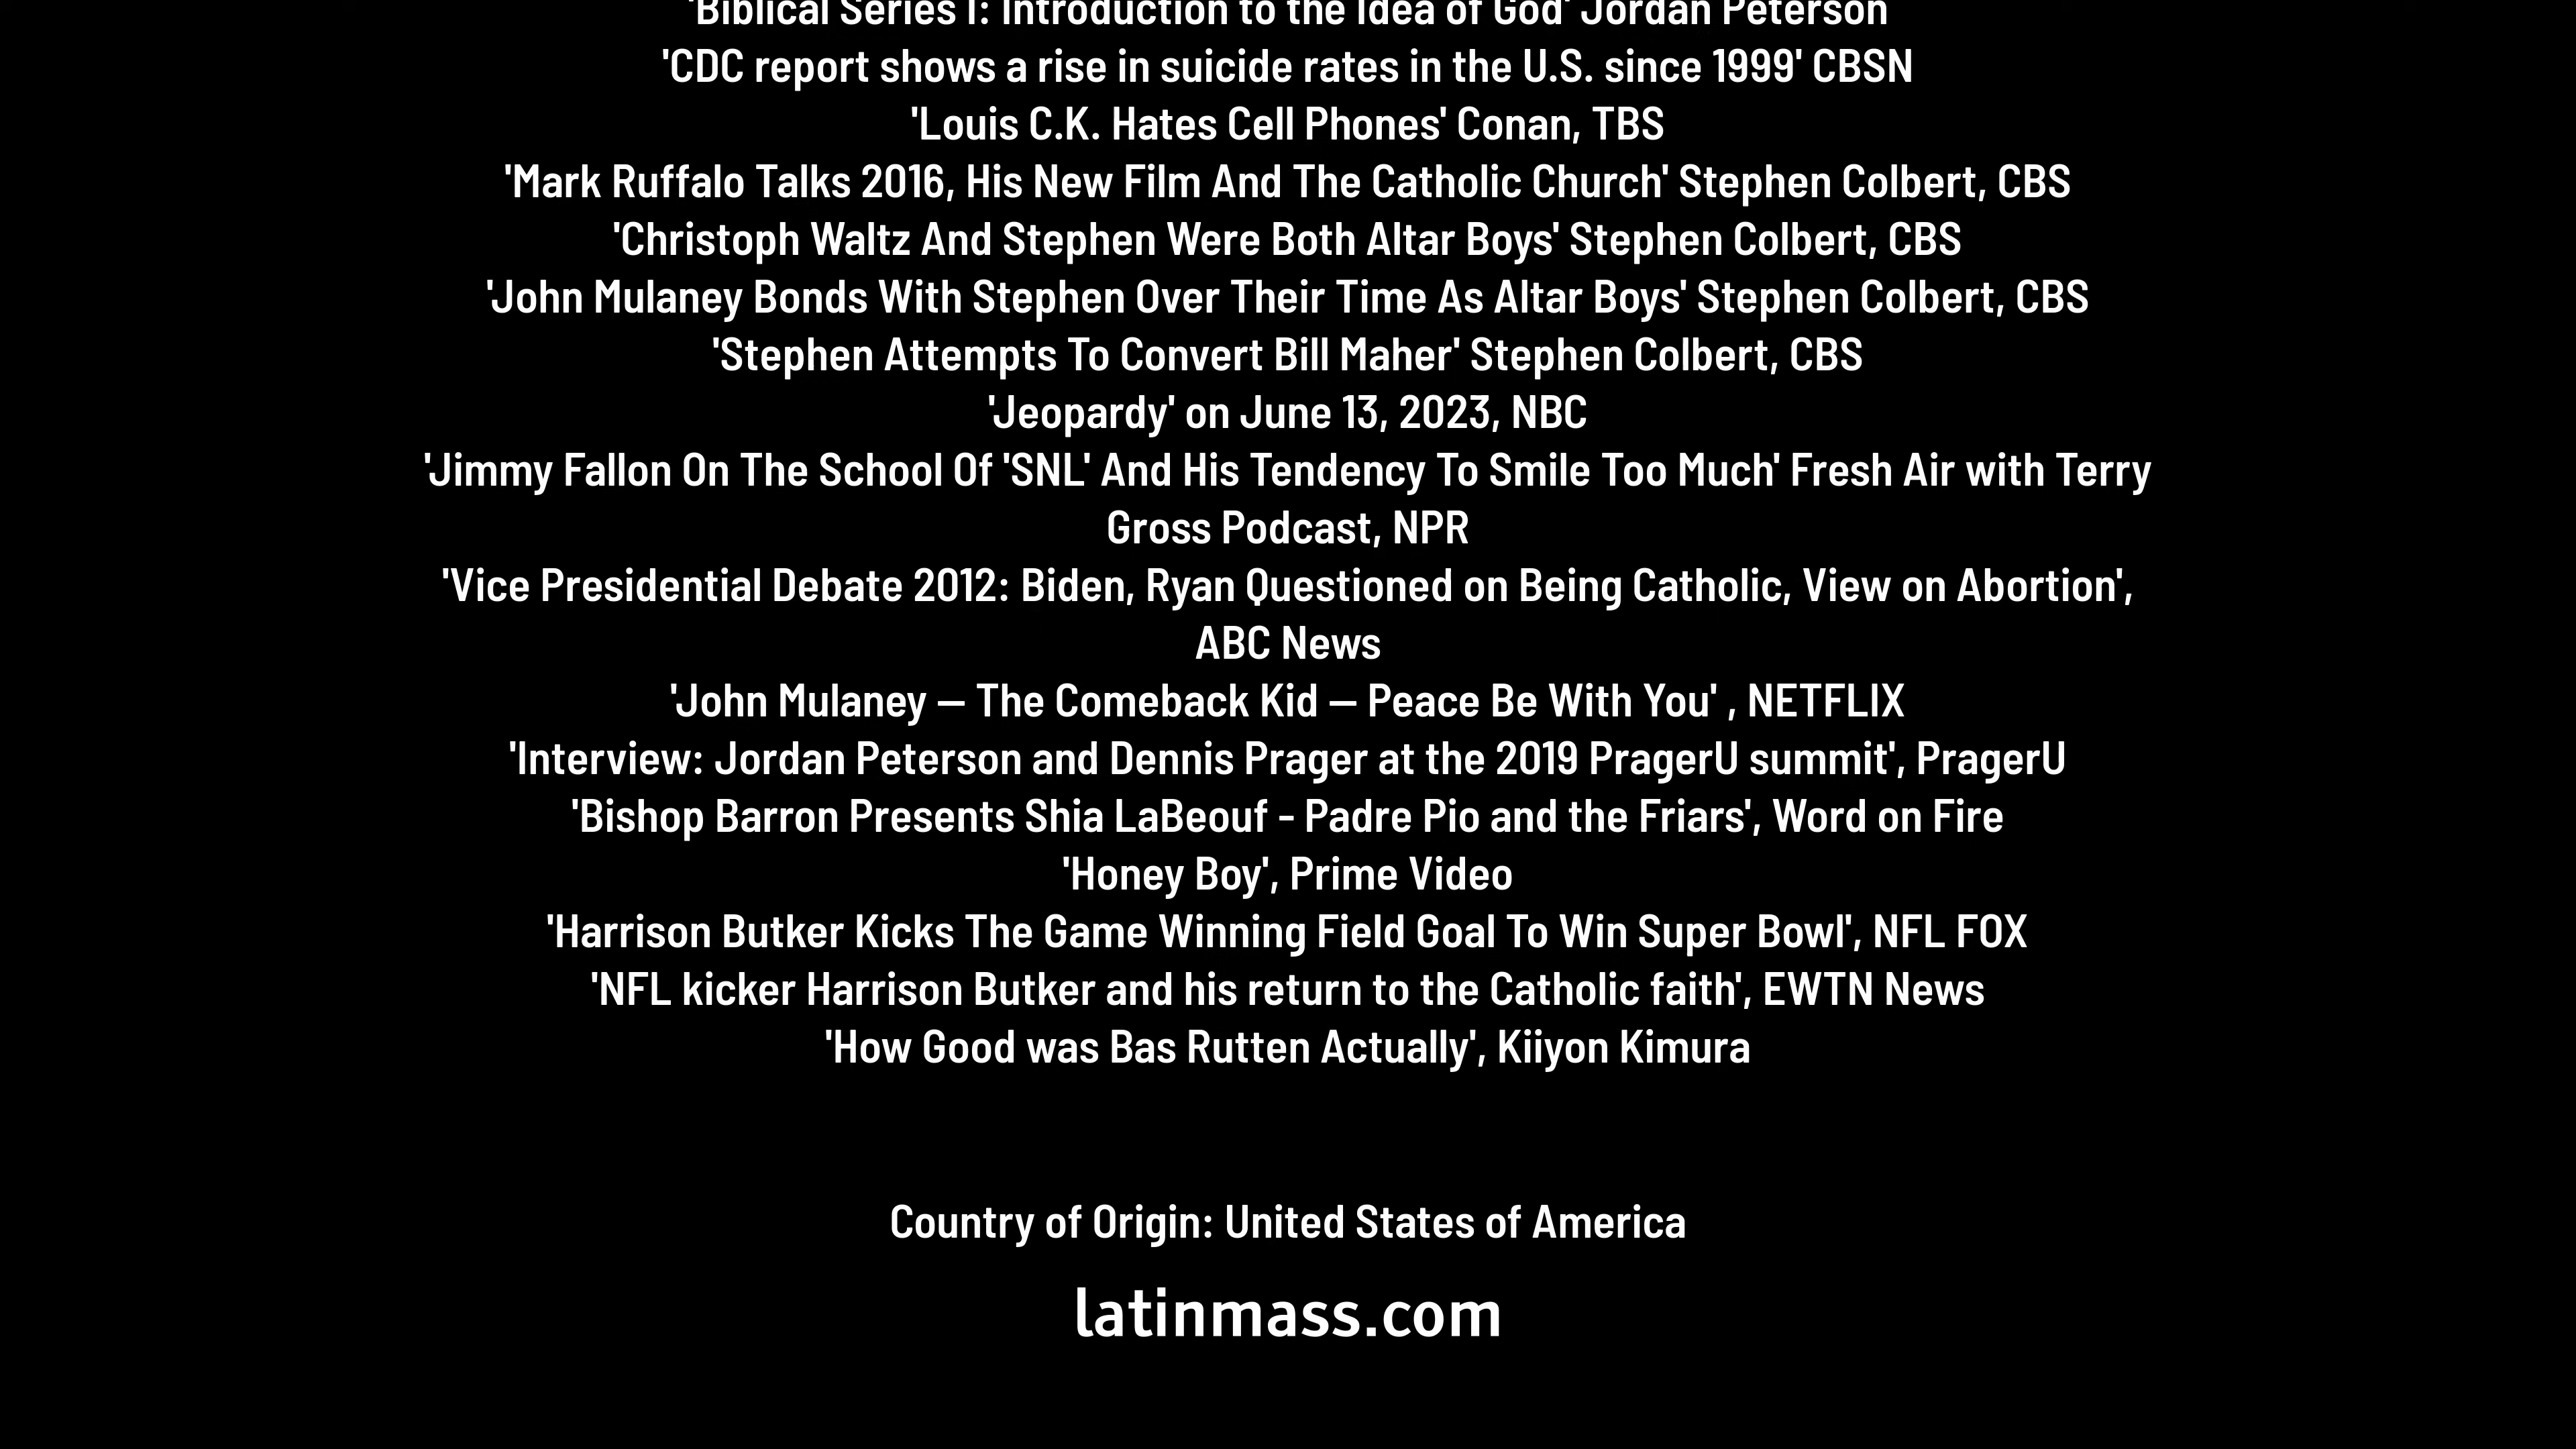 'Biblical Series I: Introduction to the Idea of God' Jordan Peterson
'CDC report shows a rise in suicide rates in the U.S. since 1999' CBSN
'Louis C.K. Hates Cell Phones' Conan, TBS
'Mark Ruffalo Talks 2016, His New Film And The Catholic Church' Stephen Colbert, CBS
'Christoph Waltz And Stephen Were Both Altar Boys' Stephen Colbert, CBS
'John Mulaney Bonds With Stephen Over Their Time As Altar Boys' Stephen Colbert, CBS
'Stephen Attempts To Convert Bill Maher' Stephen Colbert, CBS
'Jeopardy' on June 13, 2023, NBC
'Jimmy Fallon On The School Of 'SNL' And His Tendency To Smile Too Much' Fresh Air with Terry
Gross Podcast, NPR
'Vice Presidential Debate 2012: Biden, Ryan Questioned on Being Catholic, View on Abortion',
ABC News
'John Mulaney — The Comeback Kid — Peace Be With You' , NETFLIX
'Interview: Jordan Peterson and Dennis Prager at the 2019 PragerU summit', PragerU
'Bishop Barron Presents Shia LaBeouf - Padre Pio and the Friars', Word on Fire
'Honey Boy', Prime Video
'Harrison Butker Kicks The Game Winning Field Goal To Win Super Bowl', NFL FOX
'NFL kicker Harrison Butker and his return to the Catholic faith', EWTN News
'How Good was Bas Rutten Actually', Kiiyon Kimura
Country of Origin: United States of America
latinmass.com